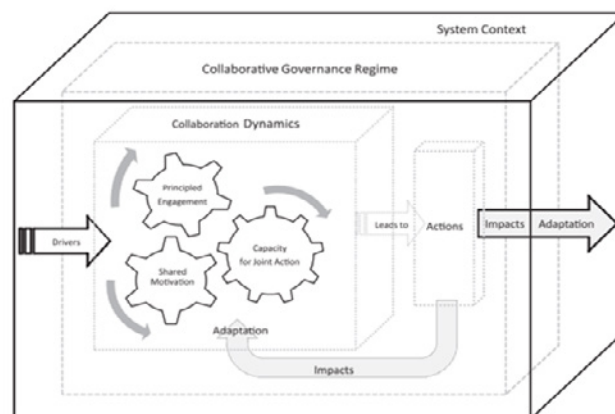 System Context
Collaborative Governance Regime
Collaboration Dynamics
Principled
Engagement
Drivers
Capacity
for Joint Action
Leads to
Actions
Impacts
Adaptation
Shared
Motivation
Adaptation
Impacts